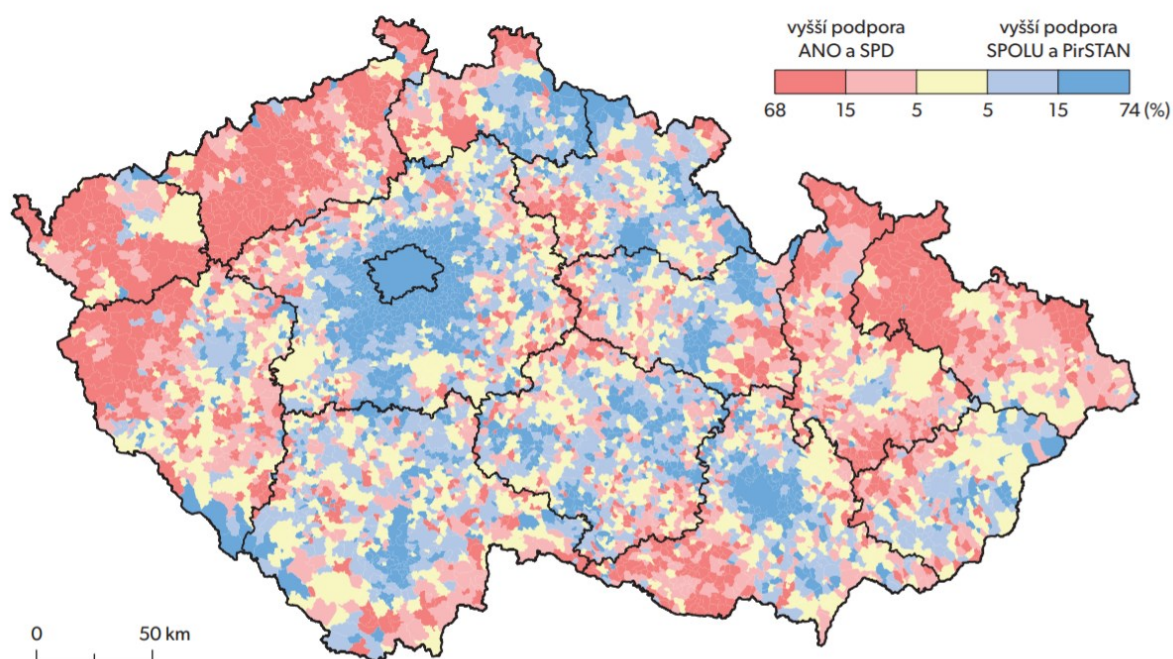 vyšší podpora
ANO a SPD
vyšší podpora
SPOLU a PirSTAN
68 15 5 5 15 74 (%)
0 50 km